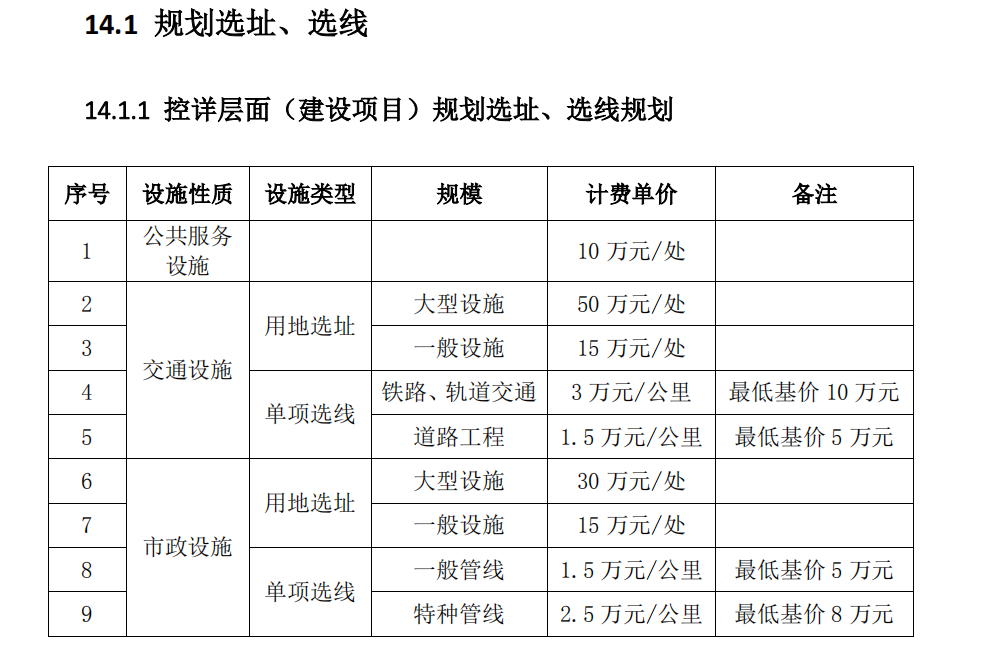 14.1 规划选址、选线
14.1.1 控详层面（建设项目）规划选址、选线规划
序号 设施性质 设施类型 规模 计费单价 备注
1 公共服务设施 10 万元/处
2 交通设施 用地选址 大型设施 50 万元/处
3 一般设施 15 万元/处
4 单项选线 铁路、轨道交通 3 万元/公里 最低基价 10 万元
5 道路工程 1.5 万元/公里 最低基价 5 万元
6 市政设施 用地选址 大型设施 30 万元/处
7 一般设施 15 万元/处
8 单项选线 一般管线 1.5 万元/公里 最低基价 5 万元
9 特种管线 2.5 万元/公里 最低基价 8 万元